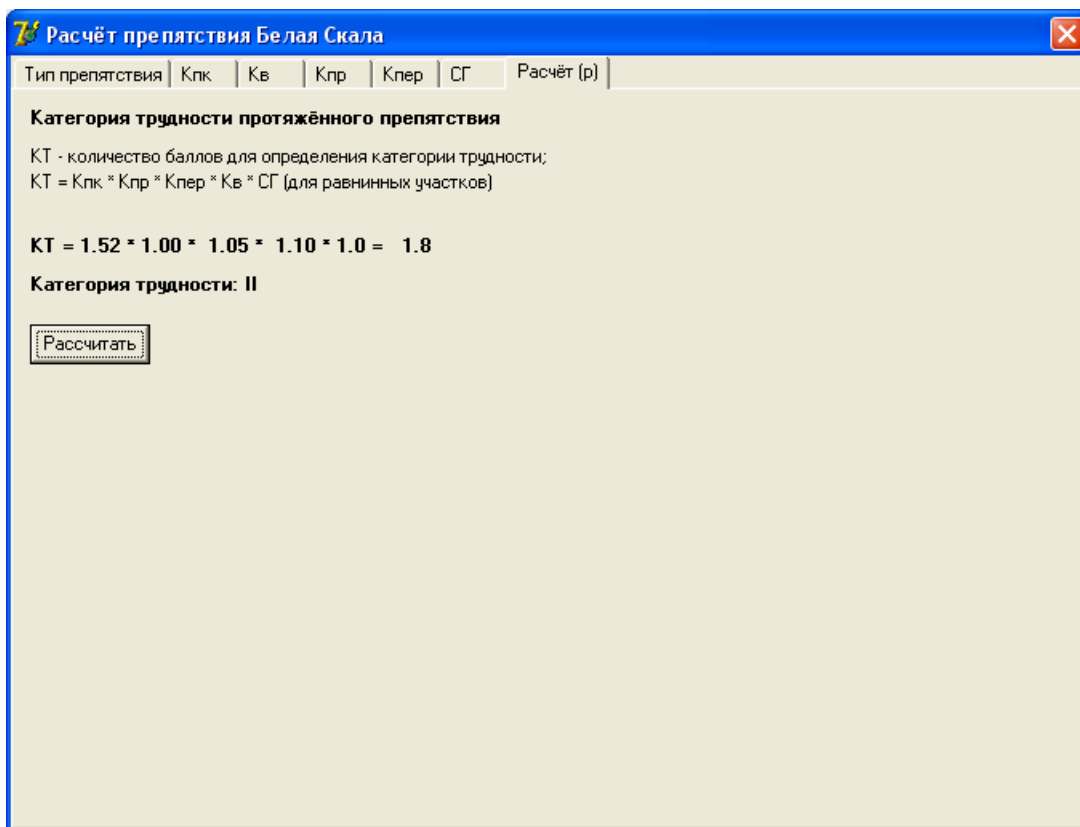 Расчёт препятствия Белая Скала
Тип препятствия Кпк Кв Кпр Кпер СГ Расчёт (р)
Категория трудности протяжённого препятствия
КТ - количество баллов для определения категории трудности;
КТ = Кпк * Кпр * Кпер * Кв * СГ (для равнинных участков)
КТ = 1.52 * 1.00 * 1.05 * 1.10 * 1.0 = 1.8
Категория трудности: II
Рассчитать